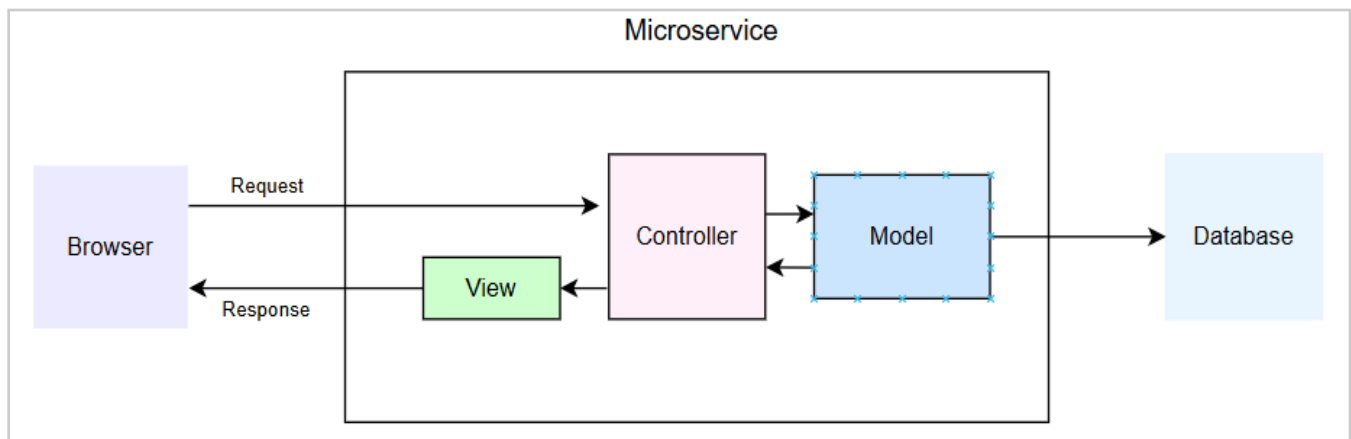 Microservice
Request
Browser
Controller
Model
Database
View
Response